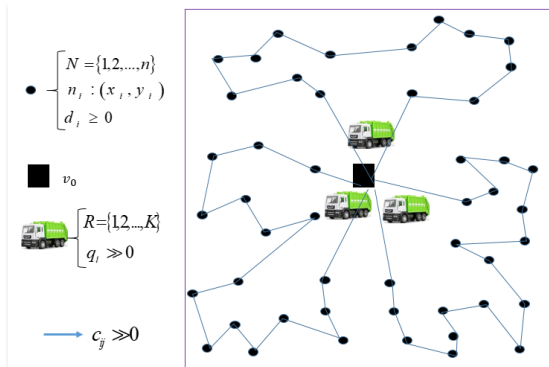 N = {1,2,...,n}
n_i : (x_i , y_i )
d_i ≥ 0
v_0
R={1,2,...,K}
q_i ≫0
c_ij ≫0